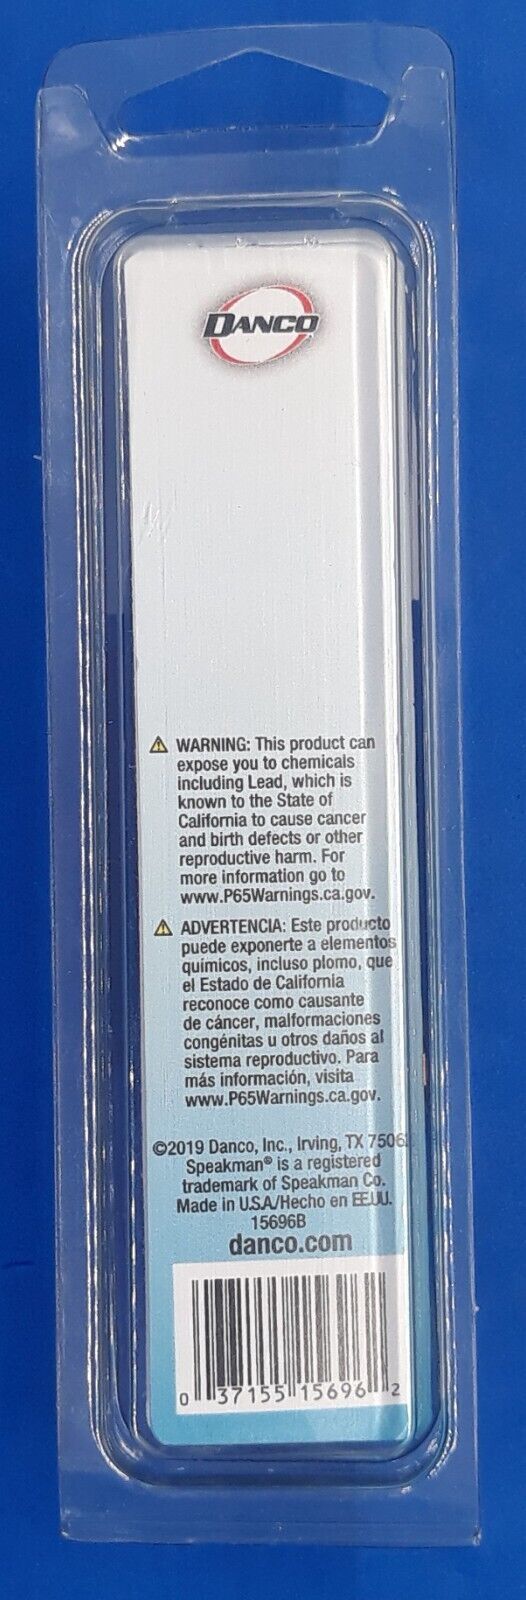 DANCO
WARNING: This product can
expose you to chemicals
including Lead, which is
known to the State of
California to cause cancer
and birth defects or other
reproductive harm. For
more information go to
www.P65Warnings.ca.gov.
ADVERTENCIA: Este producto
puede exponerte a elementos
químicos, incluso plomo, que
el Estado de California
reconoce como causante
de cáncer, malformaciones
congénitas u otros daños al
sistema reproductivo. Para
más información, visita
www.P65Warnings.ca.gov.
©2019 Danco, Inc., Irving, TX 75062
Speakman® is a registered
trademark of Speakman Co.
Made in U.S.A/Hecho en EE.UU.
15696B
danco.com
0 37155 15696 2